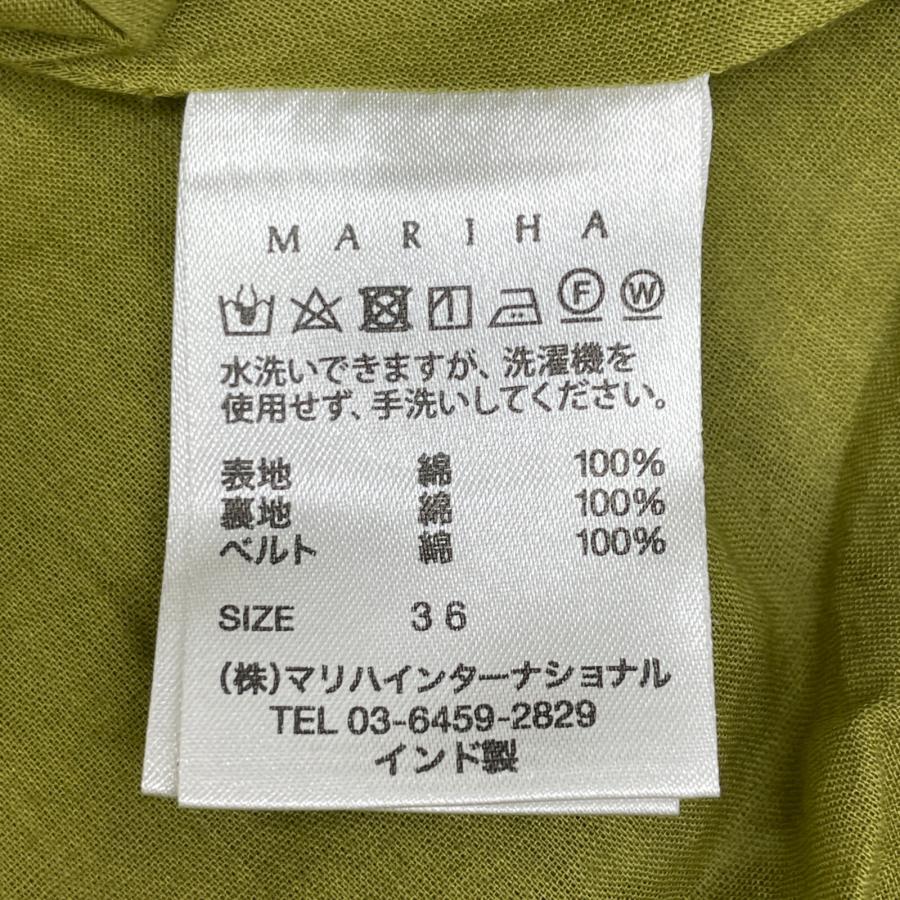 MARIHA
F W
水洗いできますが、洗濯機を
使用せず、手洗いしてください。
表地 綿 100%
裏地 綿 100%
ベルト 綿 100%
SIZE 36
(株)マリハインターナショナル
TEL 03-6459-2829
インド製